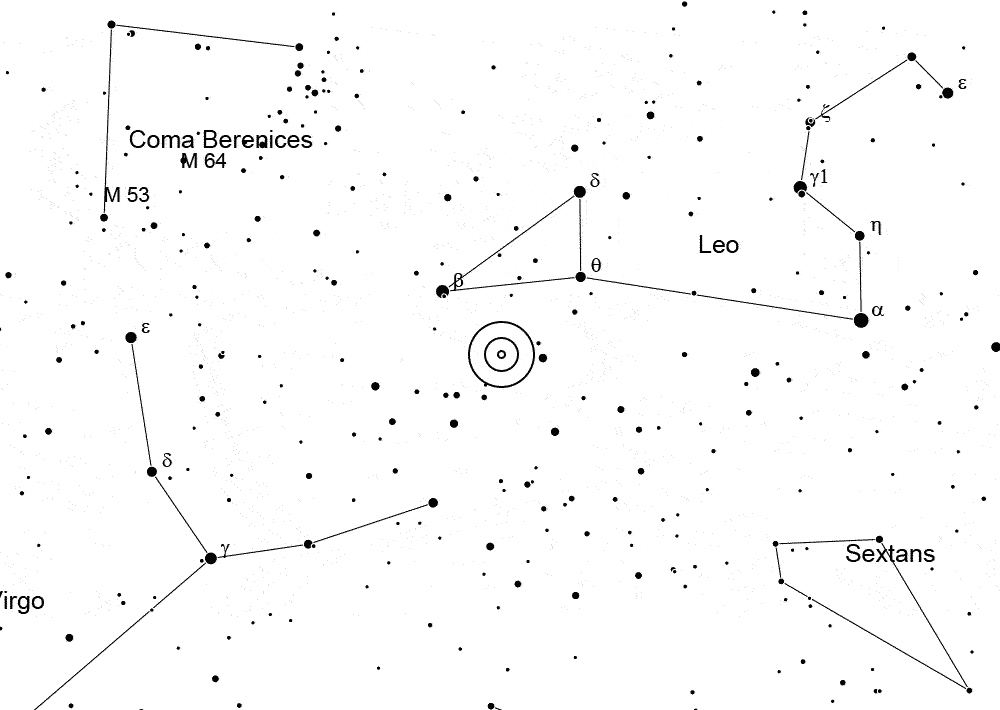 ε
ζ
Coma Berenices
M 64
γ1
δ
M 53
η
Leo
θ
β
α
ε
δ
γ
Sextans
Virgo